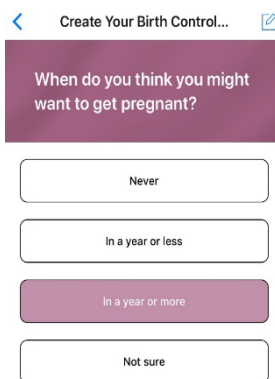 Create Your Birth Control...
When do you think you might
want to get pregnant?
Never
In a year or less
In a year or more
Not sure